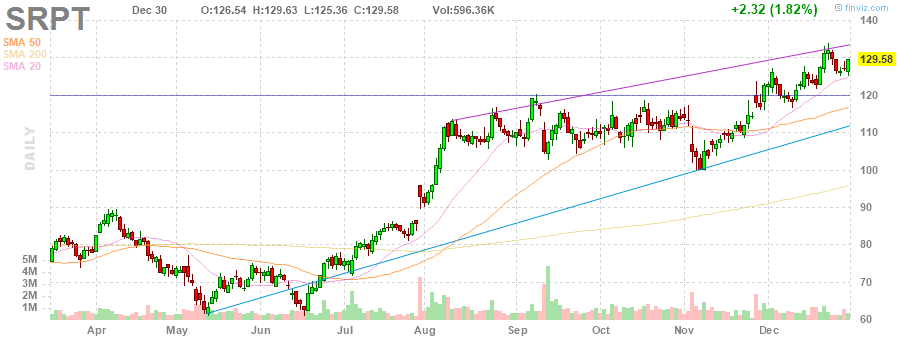 SRPT Dec 30 O:126.54 H:129.63 L:125.36 C:129.58 Vol:596.36K +2.32 (1.82%) © finviz.com
SMA 50
SMA 200
SMA 20
DAILY
140
129.58
120
110
100
90
80
70
60
5M
4M
3M
2M
1M
Apr May Jun Jul Aug Sep Oct Nov Dec